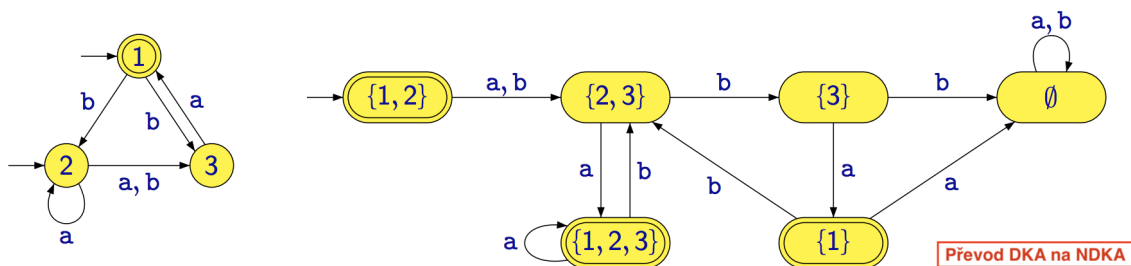 a, b
1
{1, 2}
a, b
{2, 3}
b
{3}
b
∅
b
b
a
2
a, b
3
a
a
b
b
a
a
a
{1, 2, 3}
{1}
Převod DKA na NDKA